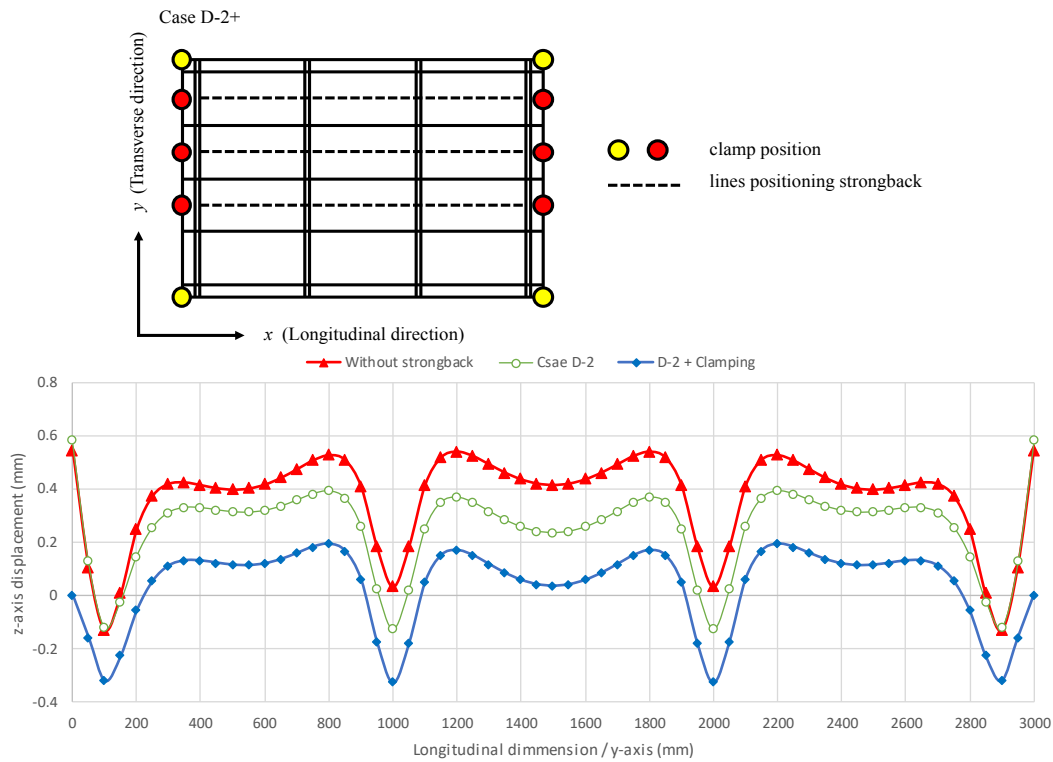 Case D-2+
y (Transverse direction)
clamp position
lines positioning strongback
x (Longitudinal direction)
Without strongback
Csae D-2
D-2 + Clamping
z-axis displacement (mm)
0.8
0.6
0.4
0.2
0
-0.2
-0.4
0 200 400 600 800 1000 1200 1400 1600 1800 2000 2200 2400 2600 2800 3000
Longitudinal dimmension / y-axis (mm)